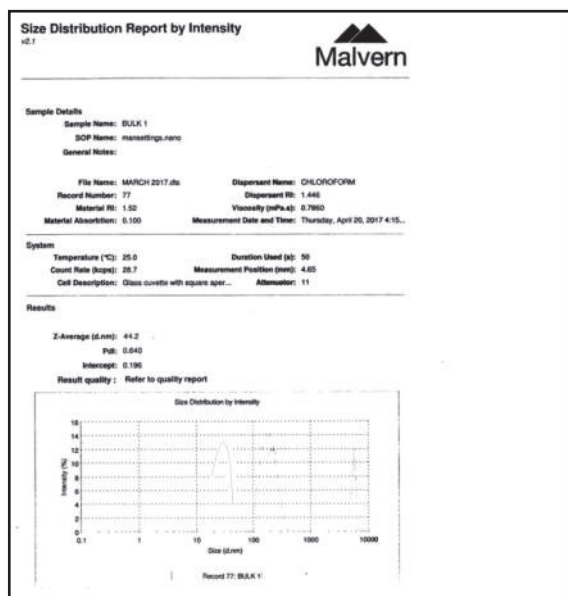 Size Distribution Report by Intensity
v2.1
Malvern
Sample Details
Sample Name: BULK 1
SOP Name: mansettings.nano
General Notes:
File Name: MARCH 2017.dts Dispersant Name: CHLOROFORM
Record Number: 77 Dispersant RI: 1.446
Material RI: 1.52 Viscosity (mPa.s):
Material Absorbtion: 0.100 Measurement Date and Time: Thursday, April 20, 2017 4:15...
System
Temperature (°C): 25.0 Duration Used (s):
Count Rate (kcps): 28.7 Measurement Position (mm): 4.65
Cell Description: Glass cuvette with square aper... Attenuator: 11
Results
Z-Average (d.nm): 44.2
PdI: 0.640
Intercept: 0.196
Result quality : Refer to quality report
Size Distribution by Intensity
Intensity (%)
16
14
12
10
8
6
4
2
0
0.1 1 10 100 1000 10000
Size (d.nm)
Record 77: BULK 1